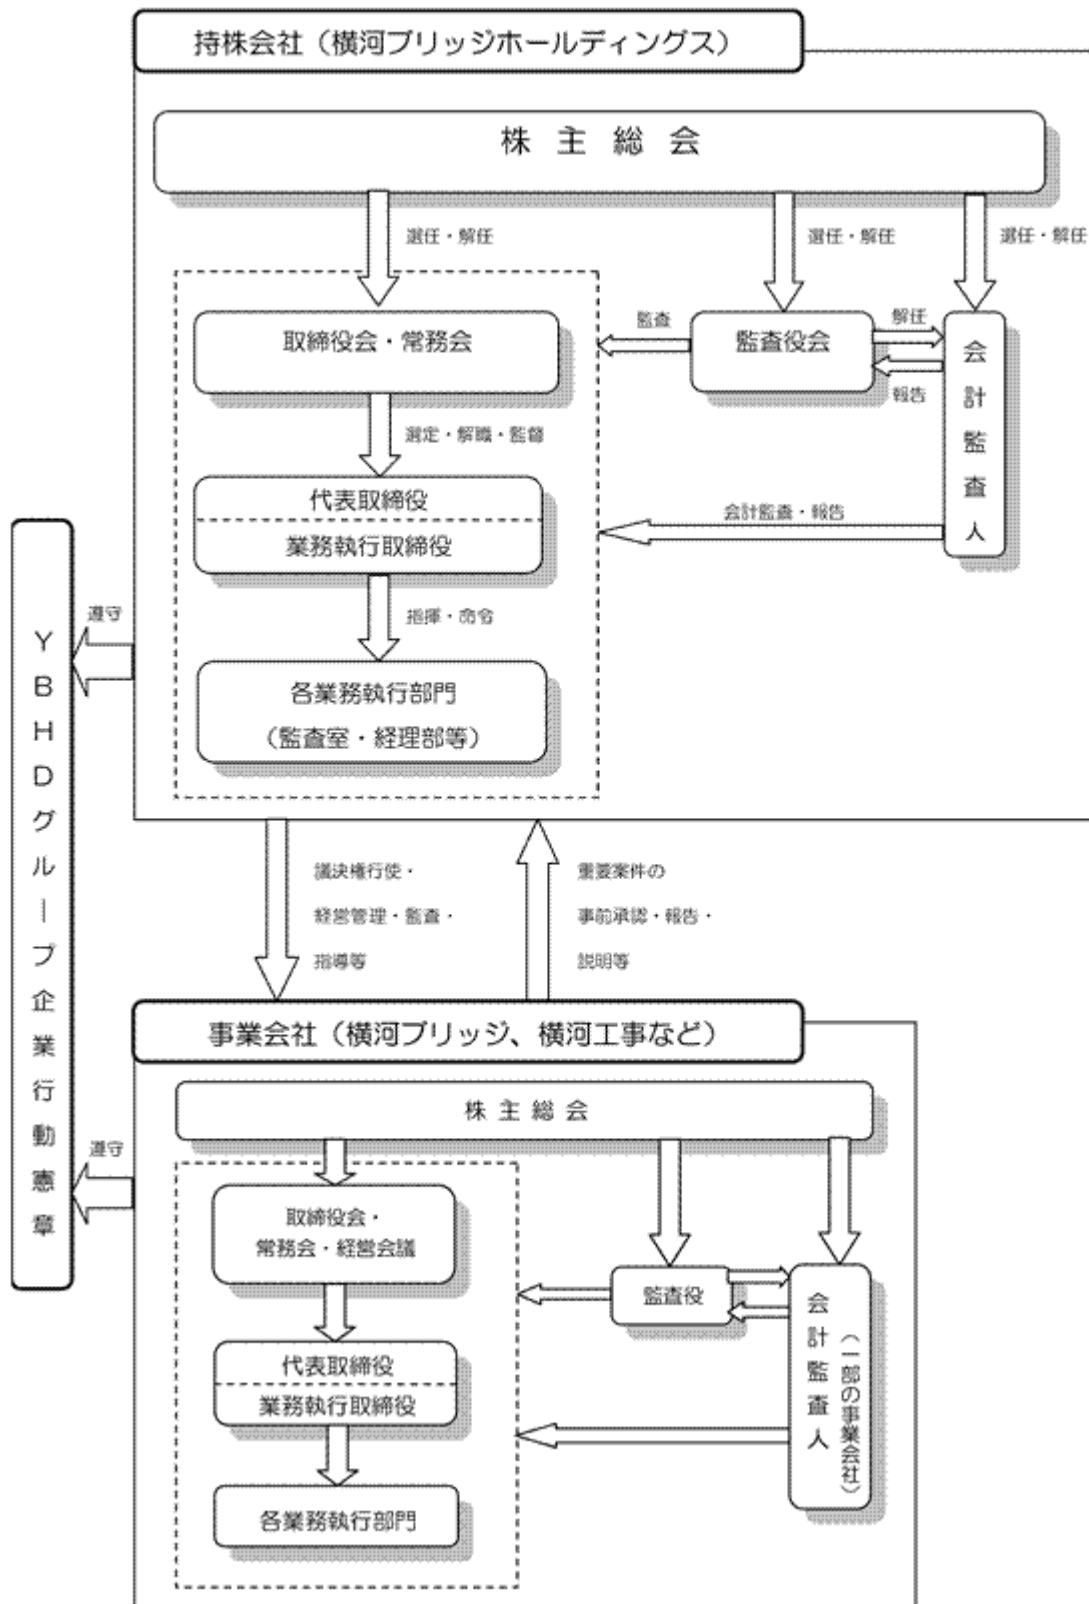 持株会社（横河ブリッジホールディングス）
株主総会
選任・解任
選任・解任
選任・解任
取締役会・常務会
監査
監査役会
解任
報告
会計監査人
選定・解職・監督
代表取締役
業務執行取締役
会計監査・報告
指揮・命令
各業務執行部門
（監査室・経理部等）
遵守
YBHDグループ企業行動憲章
議決権行使・
経営管理・監査・
指導等
重要案件の
事前承認・報告・
説明等
事業会社（横河ブリッジ、横河工事など）
株主総会
遵守
取締役会・
常務会・経営会議
監査役
会計監査人
（一部の事業会社）
代表取締役
業務執行取締役
各業務執行部門